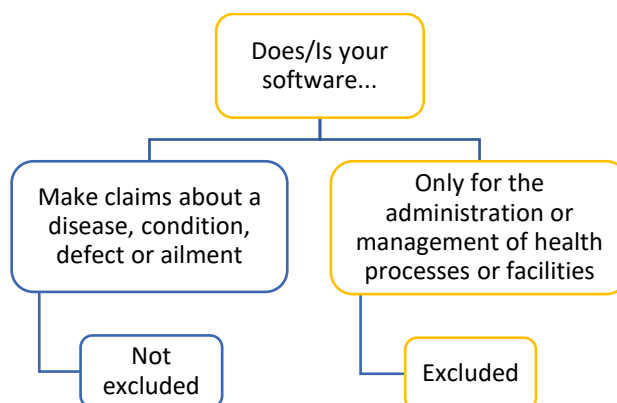 Does/Is your
software...
Make claims about a
disease, condition,
defect or ailment
Only for the
administration or
management of health
processes or facilities
Not
excluded
Excluded